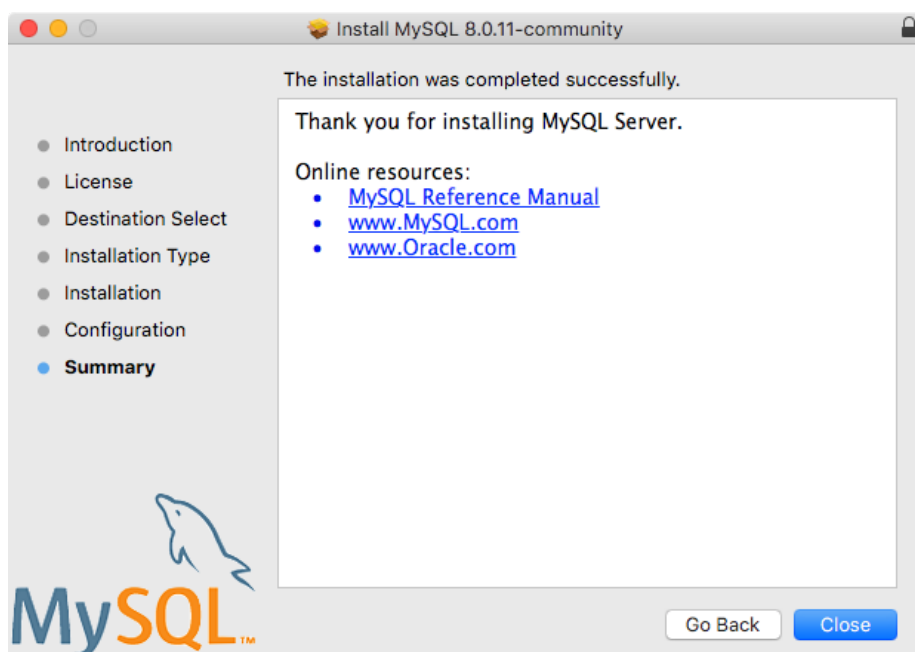 Install MySQL 8.0.11-community
The installation was completed successfully.
Introduction
License
Destination Select
Installation Type
Installation
Configuration
Summary
Thank you for installing MySQL Server.
Online resources:
• MySQL Reference Manual
• www.MySQL.com
• www.Oracle.com
MySQL™
Go Back
Close